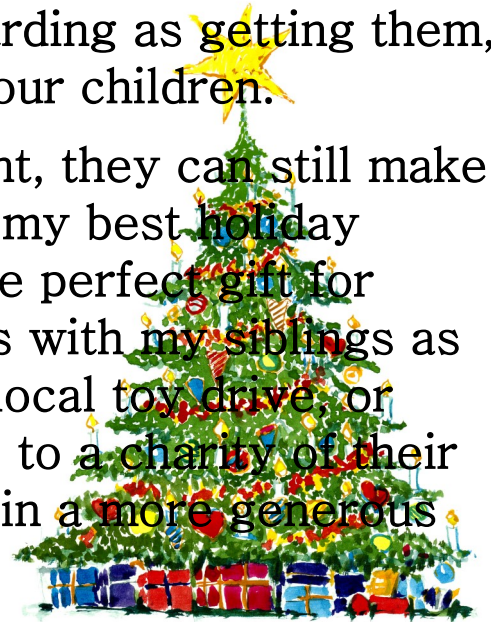 rding as getting them,
our children.
nt, they can still make
my best holiday
e perfect gift for
s with my siblings as
local toy drive, or
to a charity of their
in a more generous